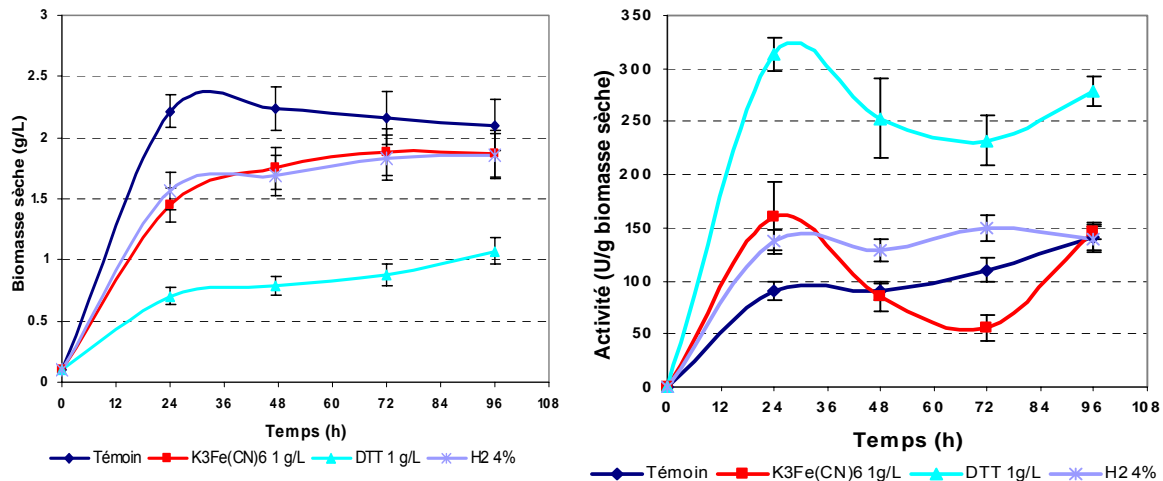 Biomasse sèche (g/L)
3
2.5
2
1.5
1
0.5
0
0 12 24 36 48 60 72 84 96 108
Temps (h)
Témoin K3Fe(CN)6 1 g/L DTT 1 g/L H2 4%
Activité (U/g biomasse sèche)
350
300
250
200
150
100
50
0
0 12 24 36 48 60 72 84 96 108
Temps (h)
Témoin K3Fe(CN)6 1g/L DTT 1g/L H2 4%